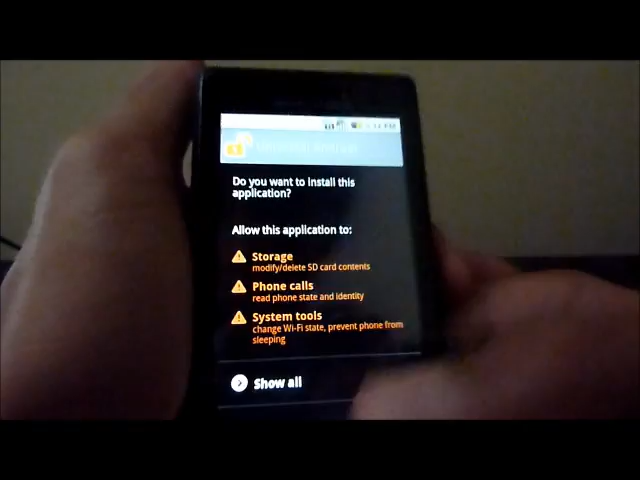 Do you want to install this
application?
Allow this application to:
Storage
modify/delete SD card contents
Phone calls
read phone state and identity
System tools
change Wi-Fi state, prevent phone from
sleeping
Show all